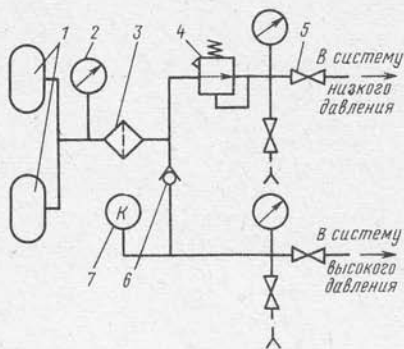 1
2
3
4
5
В систему
низкого
давления
К
7
6
В систему
высокого
давления